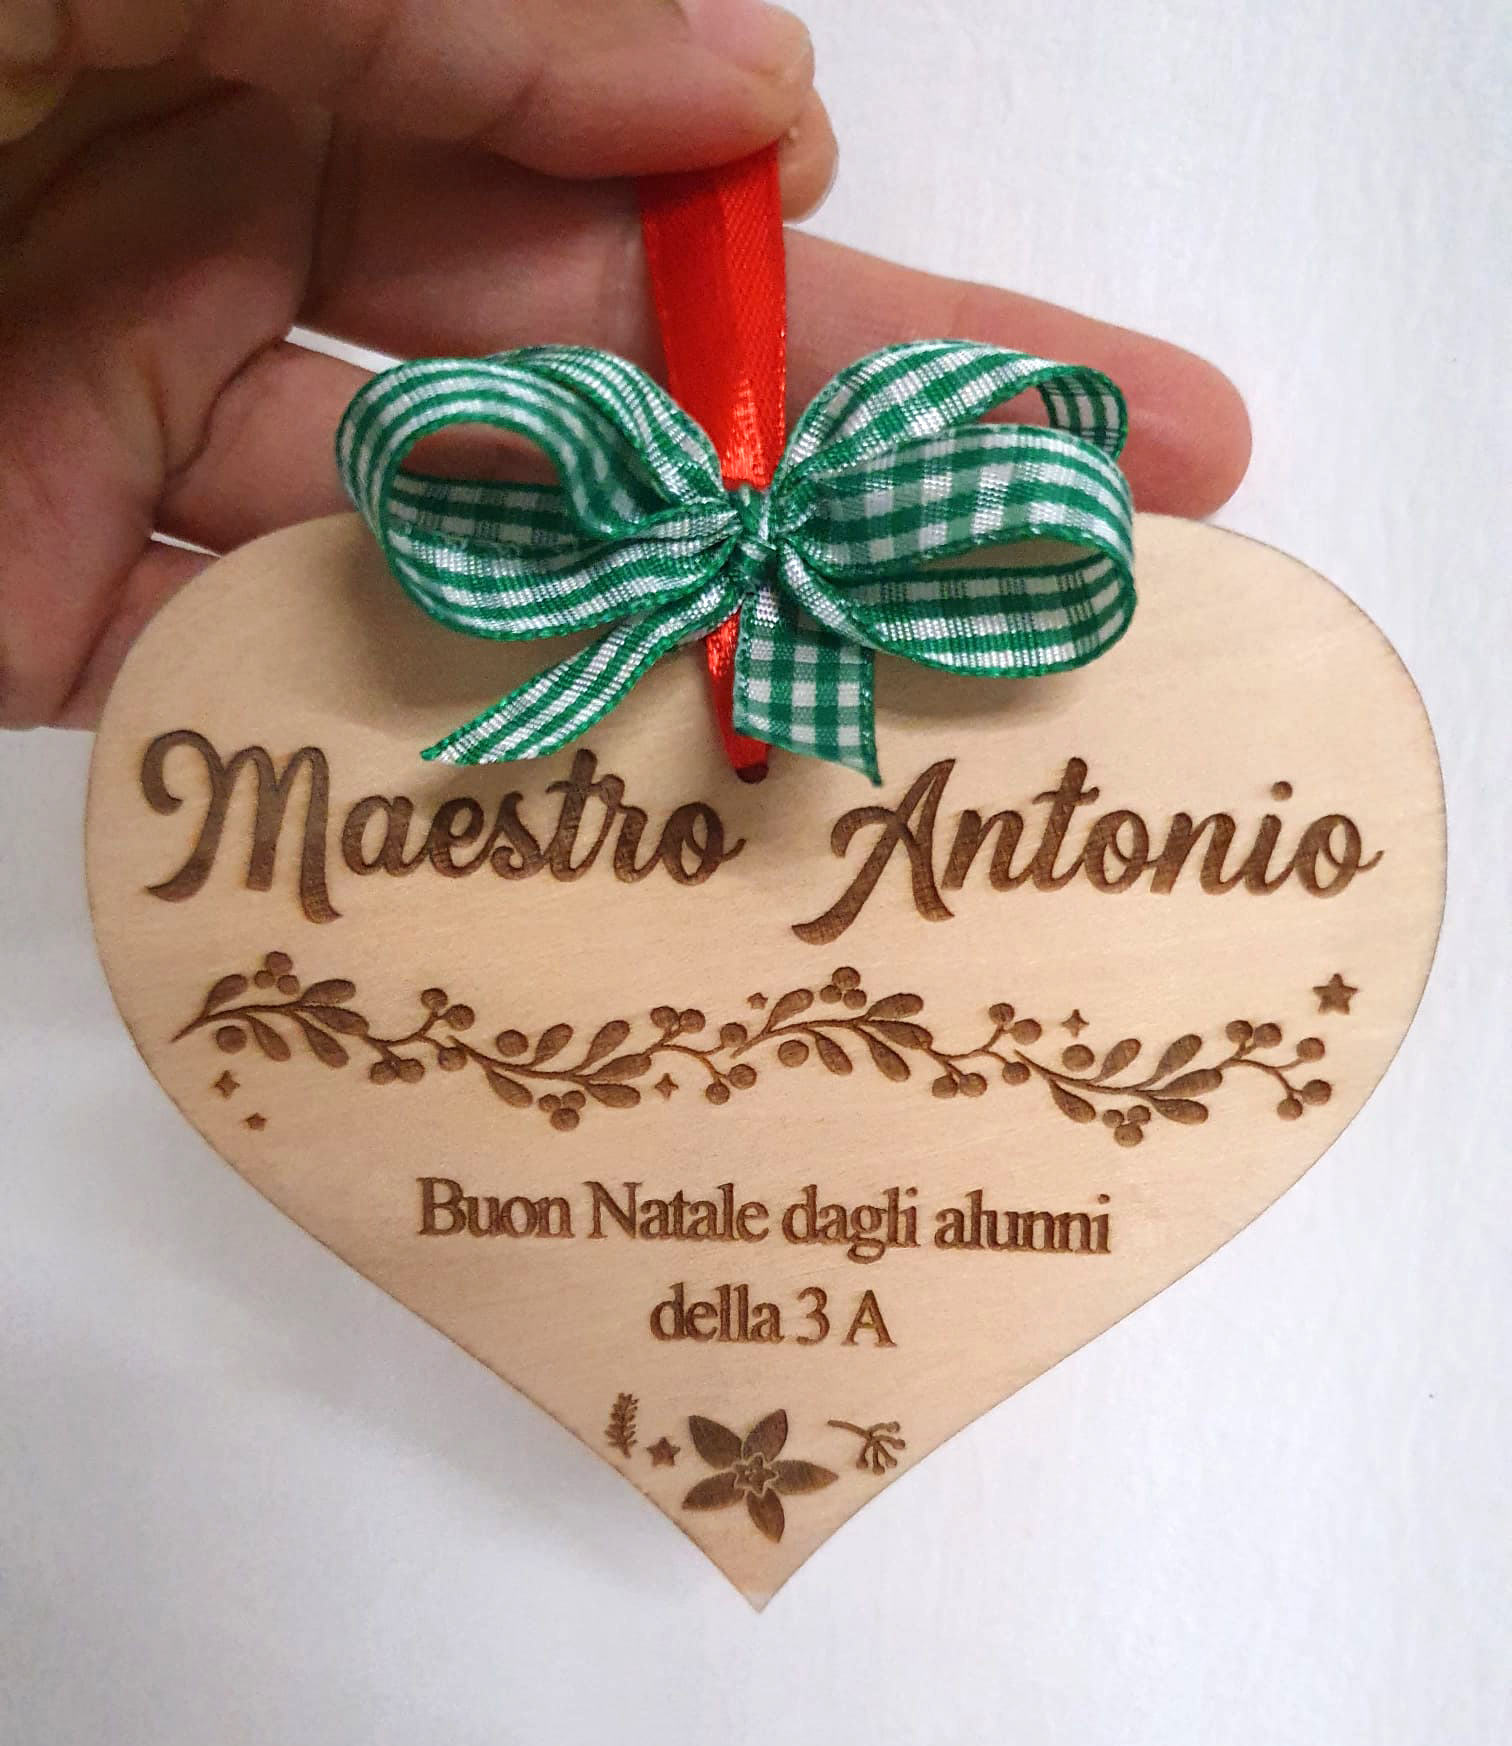 Maestro Antonio
Buon Natale dagli alunni
della 3 A